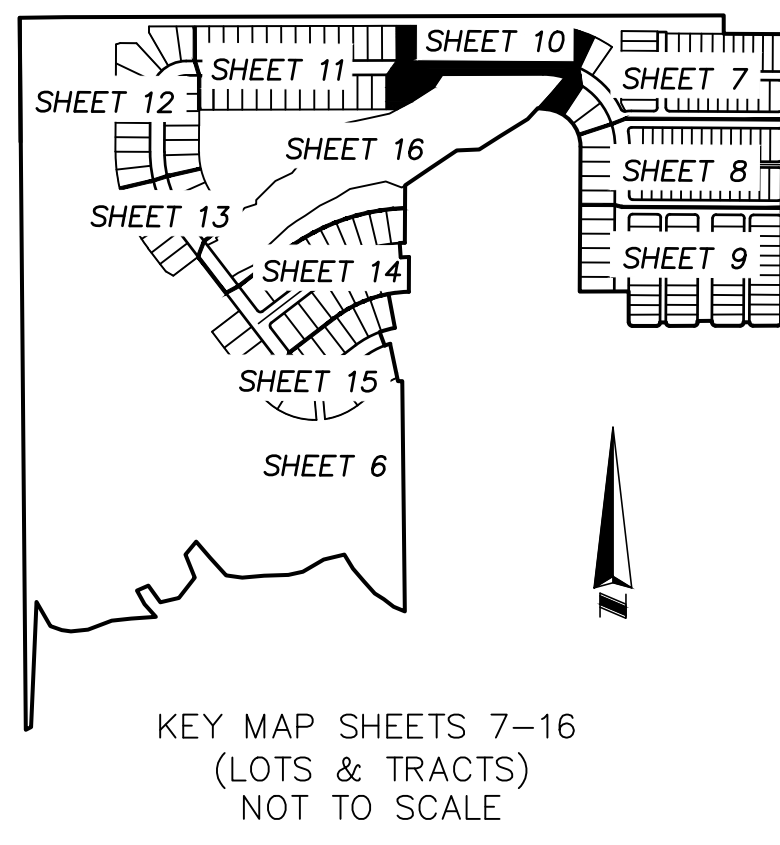 SHEET 10
SHEET 11
SHEET 7
SHEET 12
SHEET 16
SHEET 8
SHEET 13
SHEET 9
SHEET 14
SHEET 15
SHEET 6
N
KEY MAP SHEETS 7-16
(LOTS & TRACTS)
NOT TO SCALE